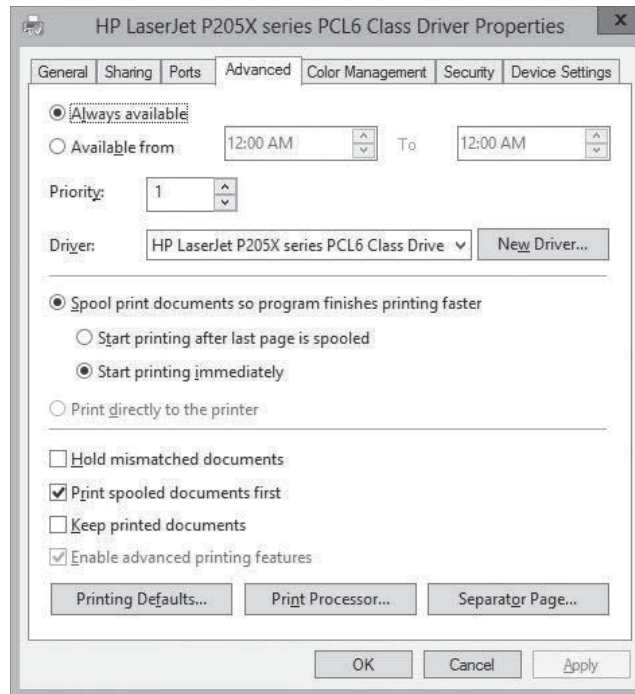 HP LaserJet P205X series PCL6 Class Driver Properties x
General Sharing Ports Advanced Color Management Security Device Settings
Always available
Available from 12:00 AM To 12:00 AM
Priority: 1
Driver: HP LaserJet P205X series PCL6 Class Drive New Driver...
Spool print documents so program finishes printing faster
Start printing after last page is spooled
Start printing immediately
Print directly to the printer
Hold mismatched documents
Print spooled documents first
Keep printed documents
Enable advanced printing features
Printing Defaults... Print Processor... Separator Page...
OK Cancel Apply